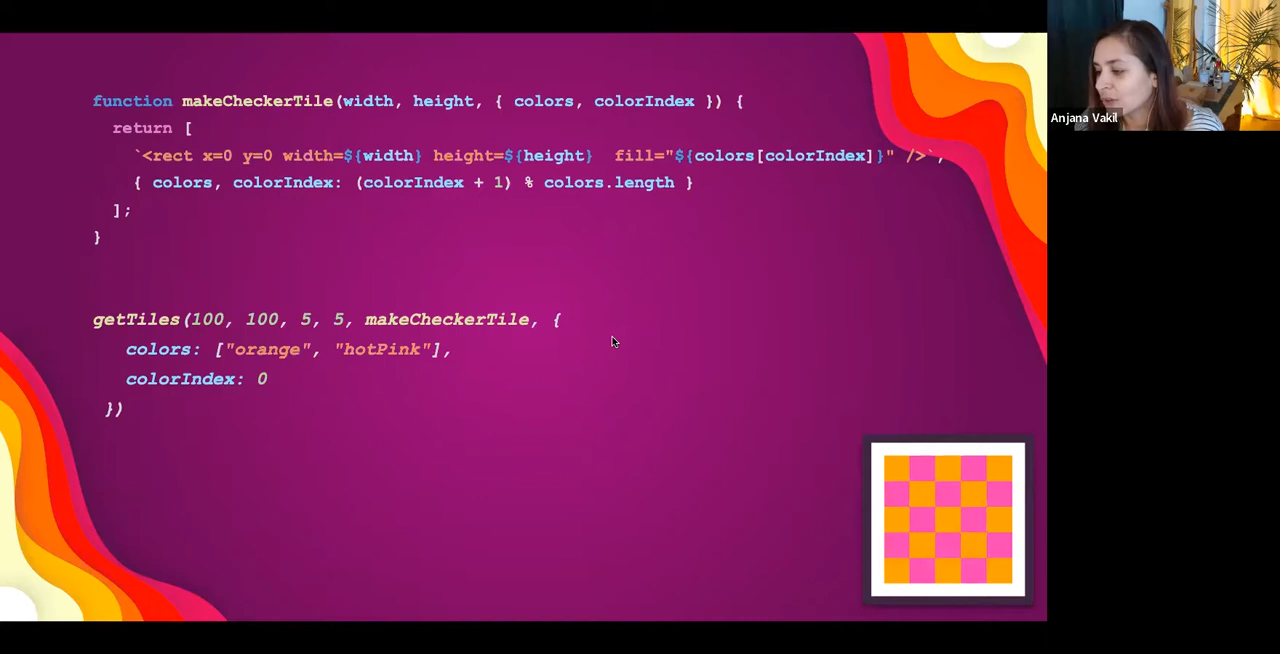 function makeCheckerTile(width, height, { colors, colorIndex }) {
return [
`<rect x=0 y=0 width=${width} height=${height}  fill="${colors[colorIndex]}" />`,
{ colors, colorIndex: (colorIndex + 1) % colors.length }
];
}
getTiles(100, 100, 5, 5, makeCheckerTile, {
colors: ["orange", "hotPink"],
colorIndex: 0
})
Anjana Vakil